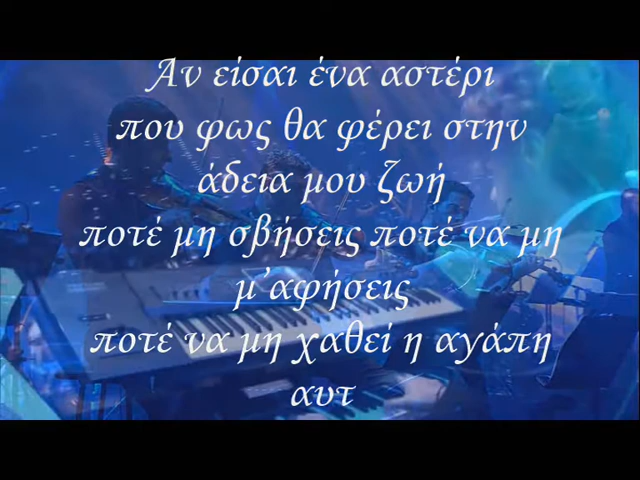 Αν είσαι ένα αστέρι
που φως θα φέρει στην
άδεια μου ζωή
ποτέ μη σβήσεις ποτέ να μη
μ'αφήσεις
ποτέ να μη χαθεί η αγάπη
αυτ